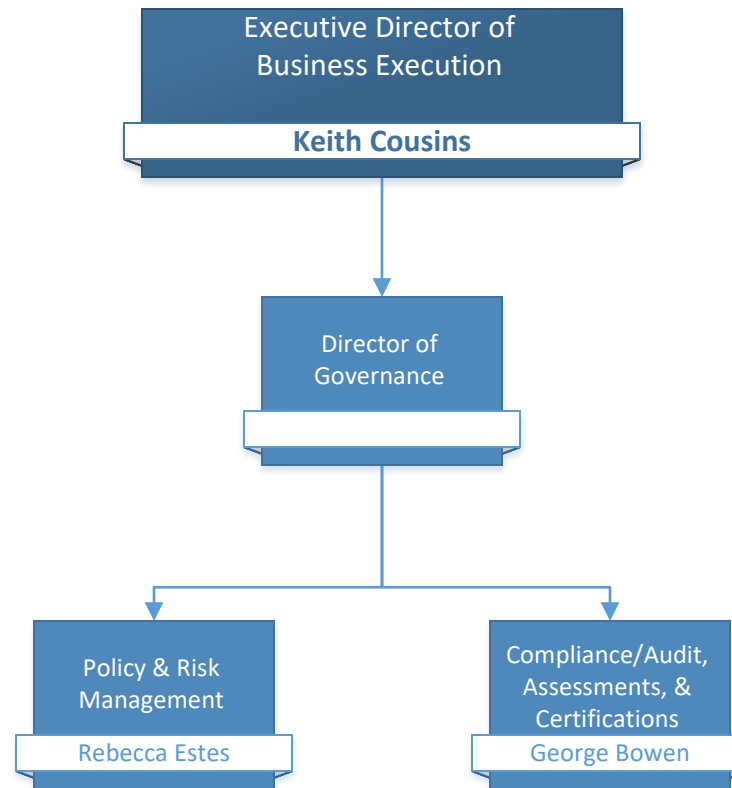 Executive Director of
Business Execution
Keith Cousins
Director of
Governance
Policy & Risk
Management
Rebecca Estes
Compliance/Audit,
Assessments, &
Certifications
George Bowen